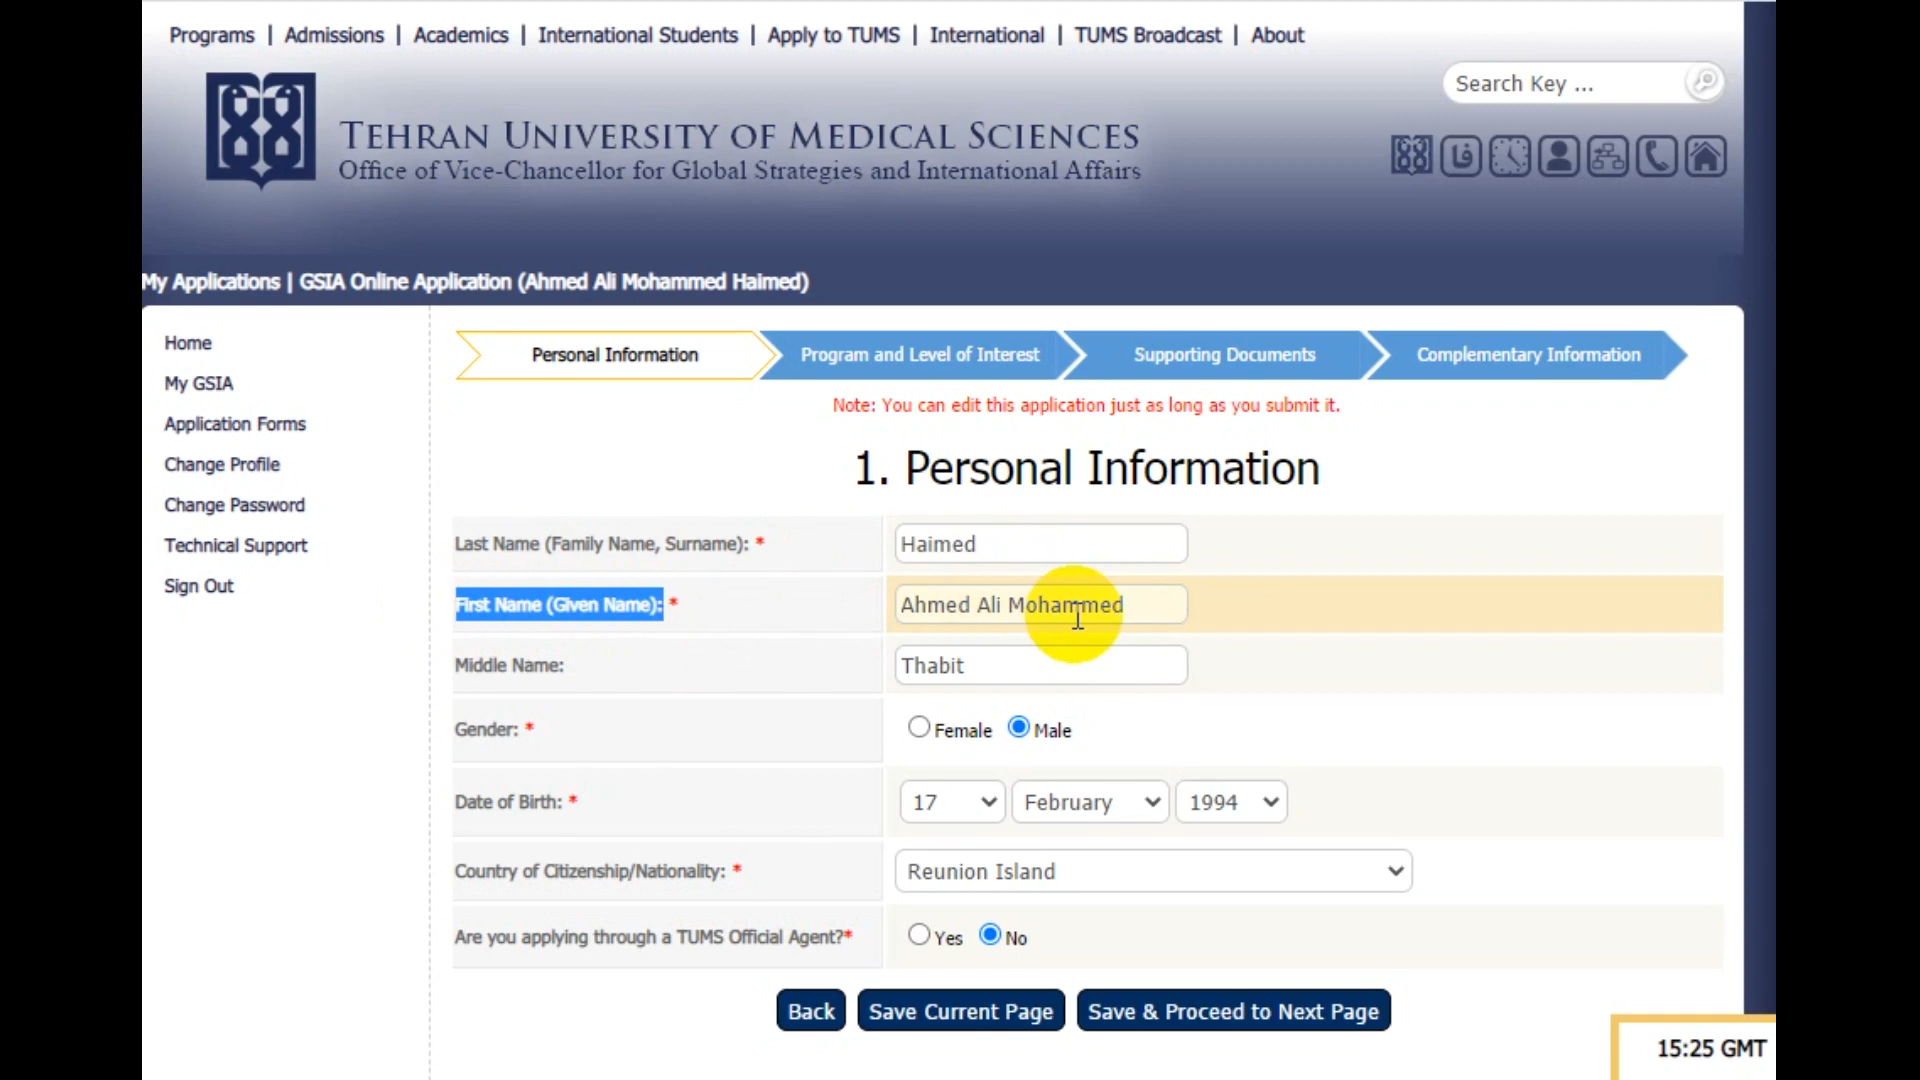 Programs | Admissions | Academics | International Students | Apply to TUMS | International | TUMS Broadcast | About
Search Key ...
TEHRAN UNIVERSITY OF MEDICAL SCIENCES
Office of Vice-Chancellor for Global Strategies and International Affairs
فا
My Applications | GSIA Online Application (Ahmed Ali Mohammed Haimed)
Home
My GSIA
Application Forms
Change Profile
Change Password
Technical Support
Sign Out
Personal Information
Program and Level of Interest
Supporting Documents
Complementary Information
Note: You can edit this application just as long as you submit it.
1. Personal Information
Last Name (Family Name, Surname): * Haimed
First Name (Given Name): * Ahmed Ali Mohammed
Middle Name: Thabit
Gender: * Female Male
Date of Birth: * 17 February 1994
Country of Citizenship/Nationality: * Reunion Island
Are you applying through a TUMS Official Agent?* Yes No
Back Save Current Page Save & Proceed to Next Page
15:25 GMT